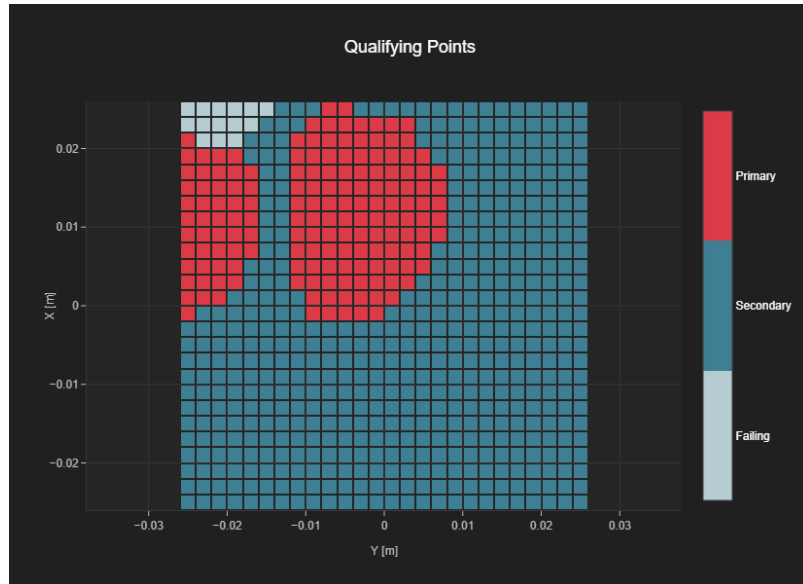 Qualifying Points
Primary
Secondary
Failing
0.02
0.01
0
−0.01
−0.02
X [m]
−0.03
−0.02
−0.01
0
0.01
0.02
0.03
Y [m]